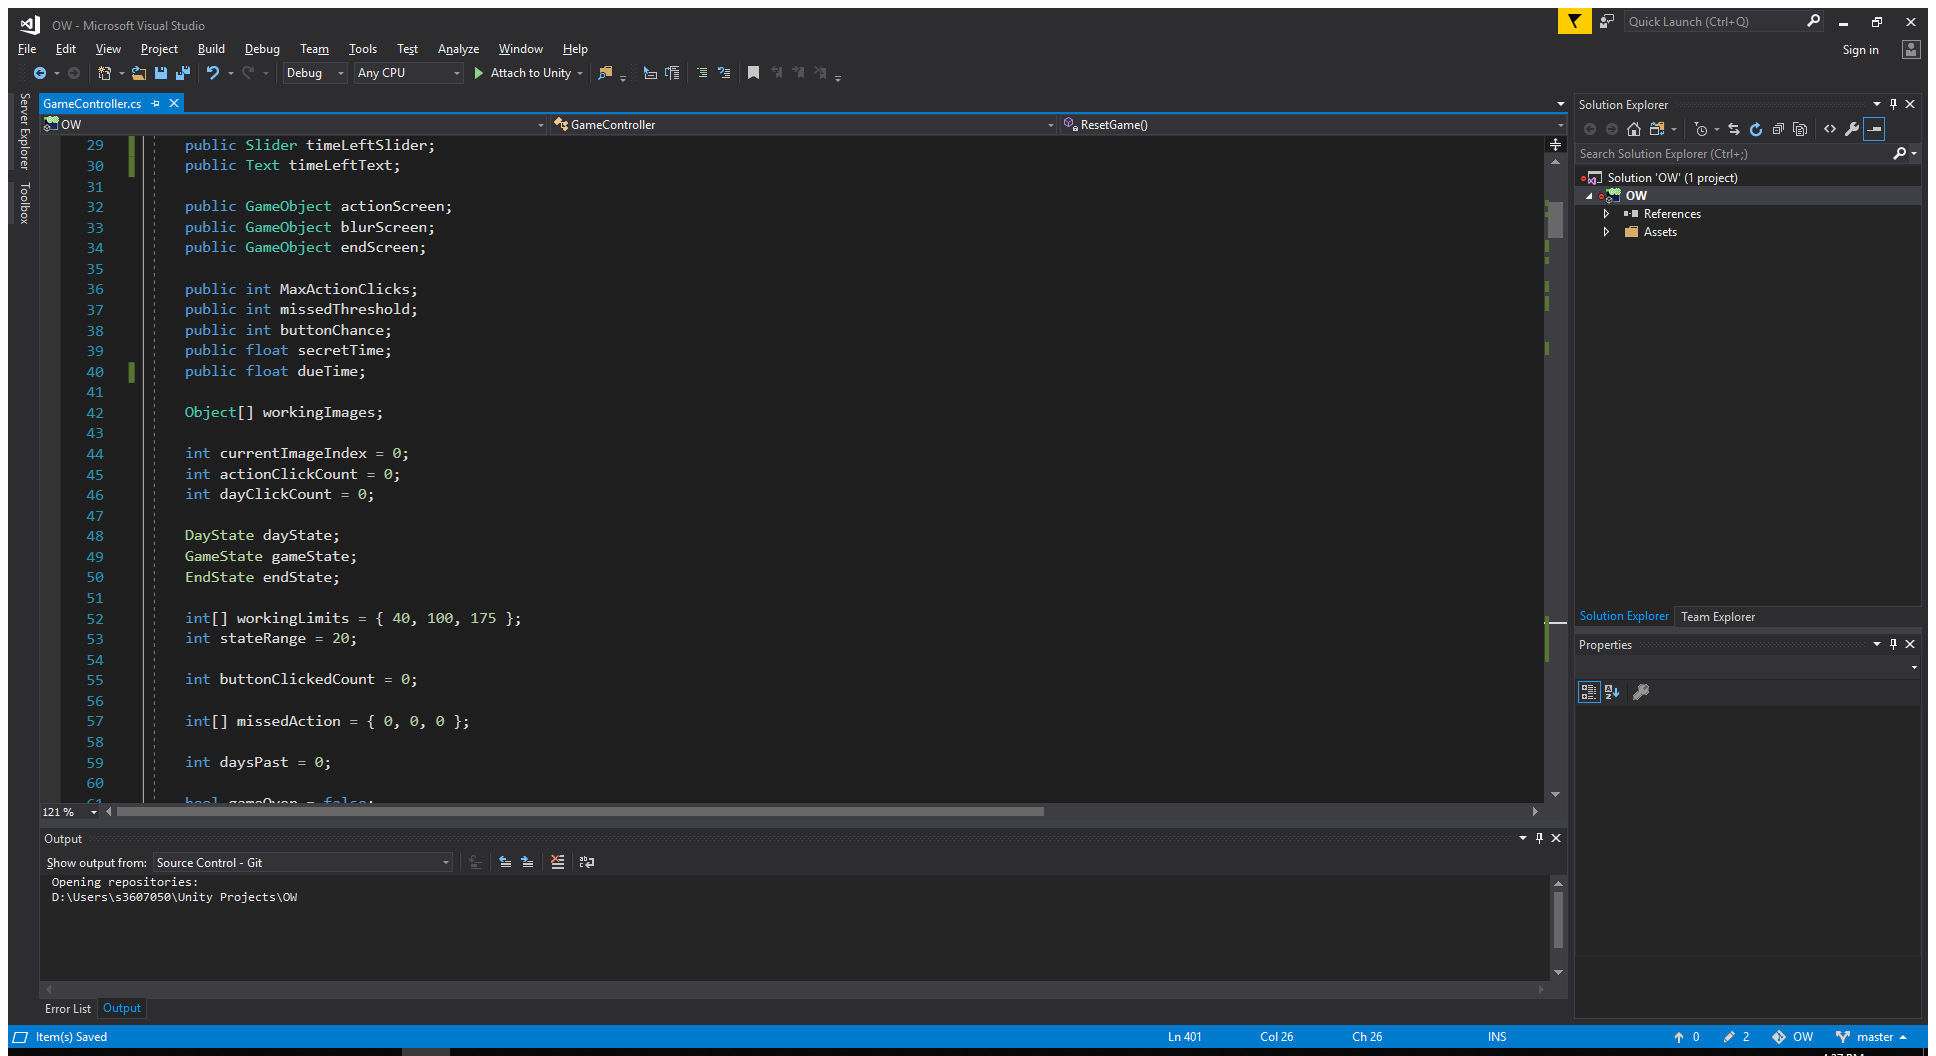 OW - Microsoft Visual Studio
Quick Launch (Ctrl+Q)
File Edit View Project Build Debug Team Tools Test Analyze Window Help
Sign in
Debug Any CPU Attach to Unity
Server Explorer
Toolbox
GameController.cs
OW GameController ResetGame()
29 public Slider timeLeftSlider;
30 public Text timeLeftText;
31
32 public GameObject actionScreen;
33 public GameObject blurScreen;
34 public GameObject endScreen;
35
36 public int MaxActionClicks;
37 public int missedThreshold;
38 public int buttonChance;
39 public float secretTime;
40 public float dueTime;
41
42 Object[] workingImages;
43
44 int currentImageIndex = 0;
45 int actionClickCount = 0;
46 int dayClickCount = 0;
47
48 DayState dayState;
49 GameState gameState;
50 EndState endState;
51
52 int[] workingLimits = { 40, 100, 175 };
53 int stateRange = 20;
54
55 int buttonClickedCount = 0;
56
57 int[] missedAction = { 0, 0, 0 };
58
59 int daysPast = 0;
60
61 bool gameOver = false;
121 %
Output
Show output from: Source Control - Git
Opening repositories:
D:\Users\s3607050\Unity Projects\OW
Error List Output
Solution Explorer
Search Solution Explorer (Ctrl+;)
Solution 'OW' (1 project)
OW
References
Assets
Solution Explorer Team Explorer
Properties
Item(s) Saved Ln 401 Col 26 Ch 26 INS 0 2 OW master